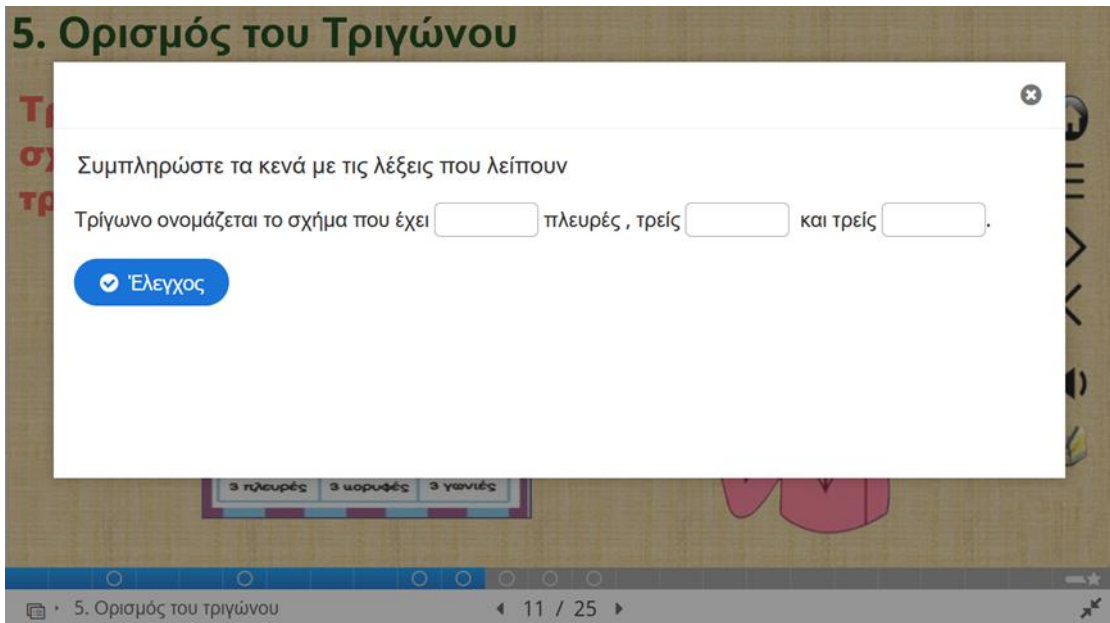 5. Ορισμός του Τριγώνου
Συμπληρώστε τα κενά με τις λέξεις που λείπουν
Τρίγωνο ονομάζεται το σχήμα που έχει πλευρές , τρείς και τρείς .
Έλεγχος
3 πλευρές 3 κορυφές 3 γωνιές
5. Ορισμός του τριγώνου
11 / 25